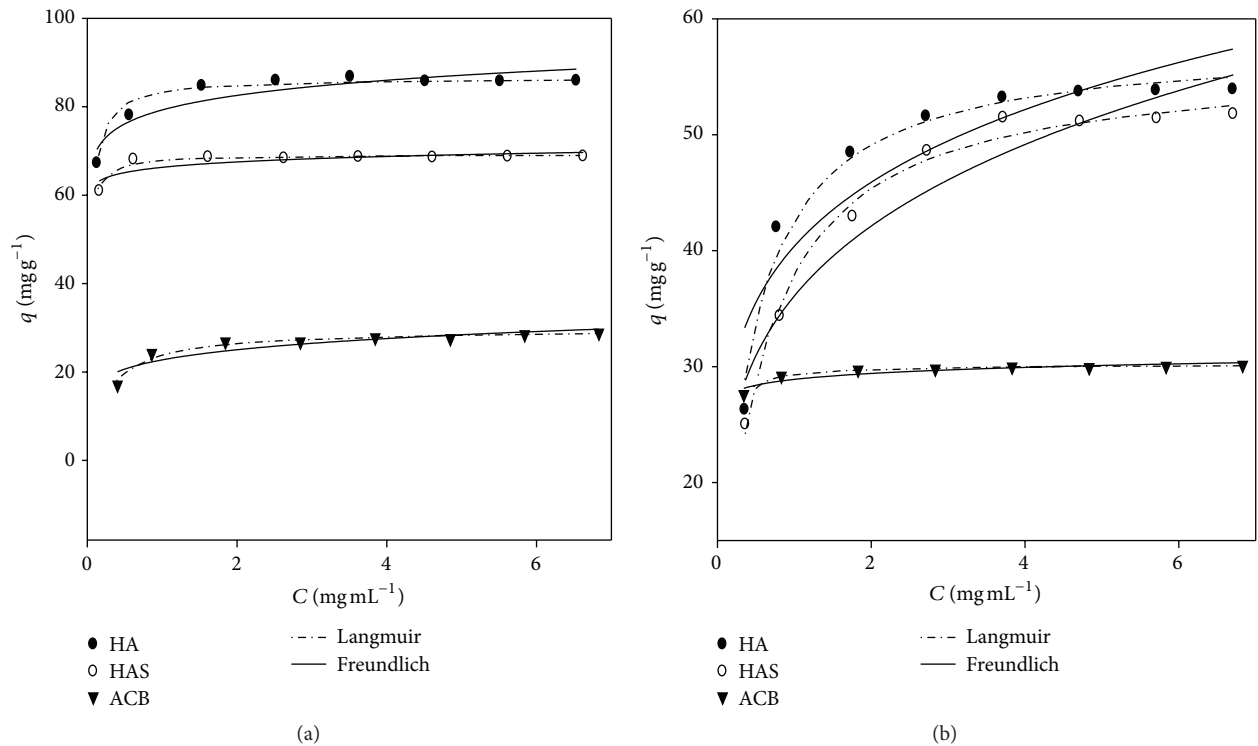 100
80
60
40
20
0
q (mg g⁻¹)
0 2 4 6
C (mg mL⁻¹)
HA
HAS
ACB
Langmuir
Freundlich
(a)
60
50
40
30
20
q (mg g⁻¹)
0 2 4 6
C (mg mL⁻¹)
HA
HAS
ACB
Langmuir
Freundlich
(b)